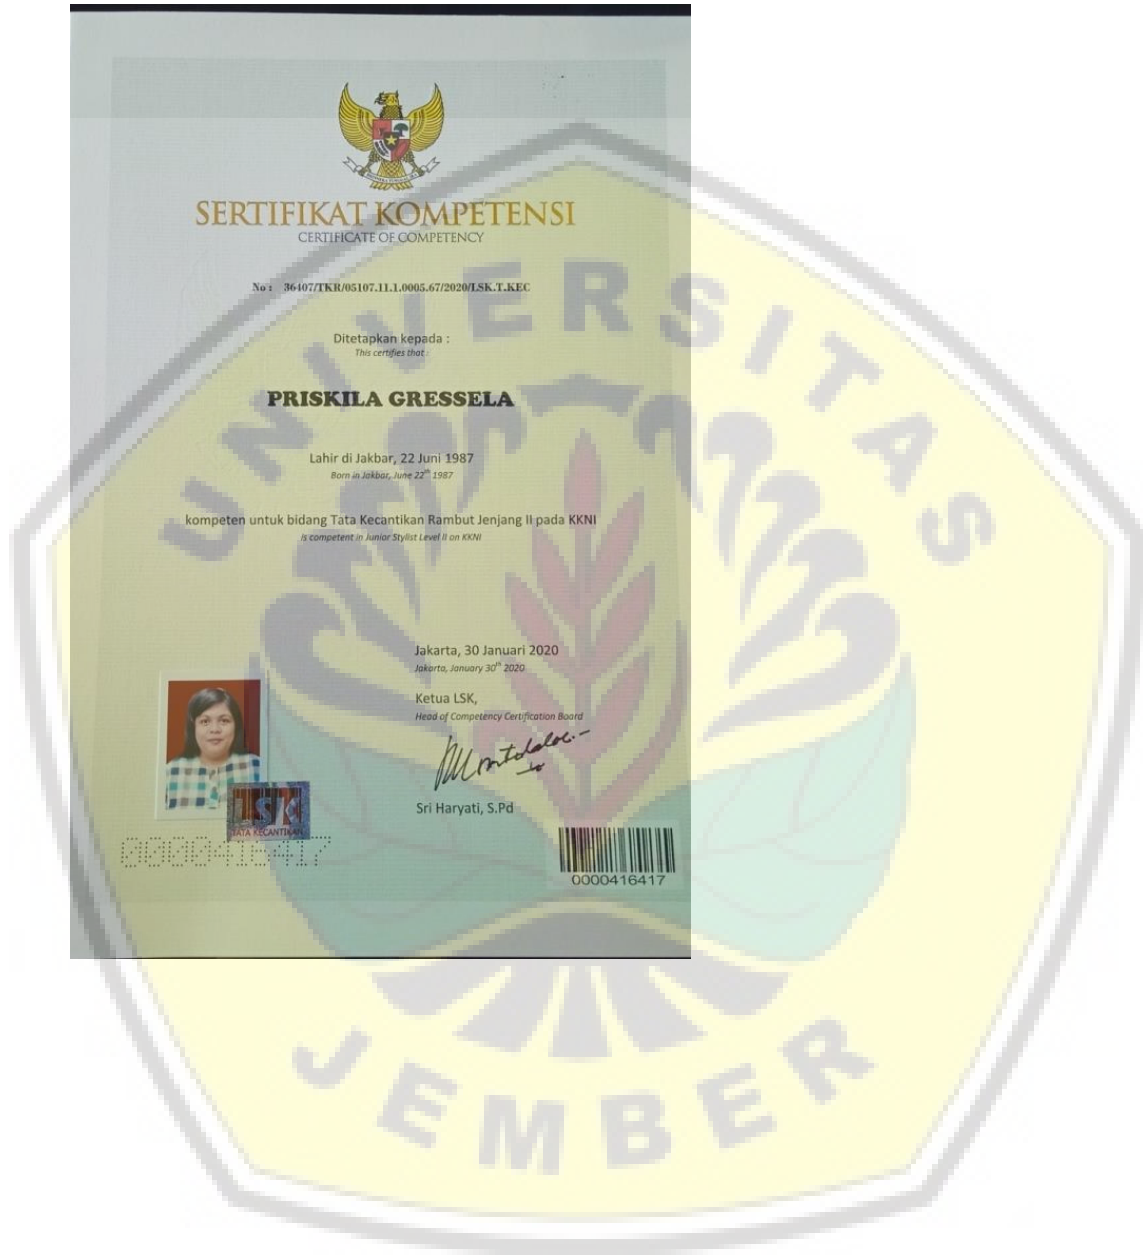 SERTIFIKAT KOMPETENSI
CERTIFICATE OF COMPETENCY
No : 36407/TKR/05107.11.1.0005.67/2020/LSK.T.KEC
Ditetapkan kepada :
This certifies that :
PRISKILA GRESSELA
Lahir di Jakbar, 22 Juni 1987
Born in Jakbar, June 22th 1987
kompeten untuk bidang Tata Kecantikan Rambut Jenjang II pada KKNI
is competent in Junior Stylist Level II on KKNI
Jakarta, 30 Januari 2020
Jakarta, January 30th 2020
Ketua LSK,
Head of Competency Certification Board
Sri Haryati, S.Pd
LSK
TATA KECANTIKAN
0000416417
0000416417
UNIVERSITAS
JEMBER